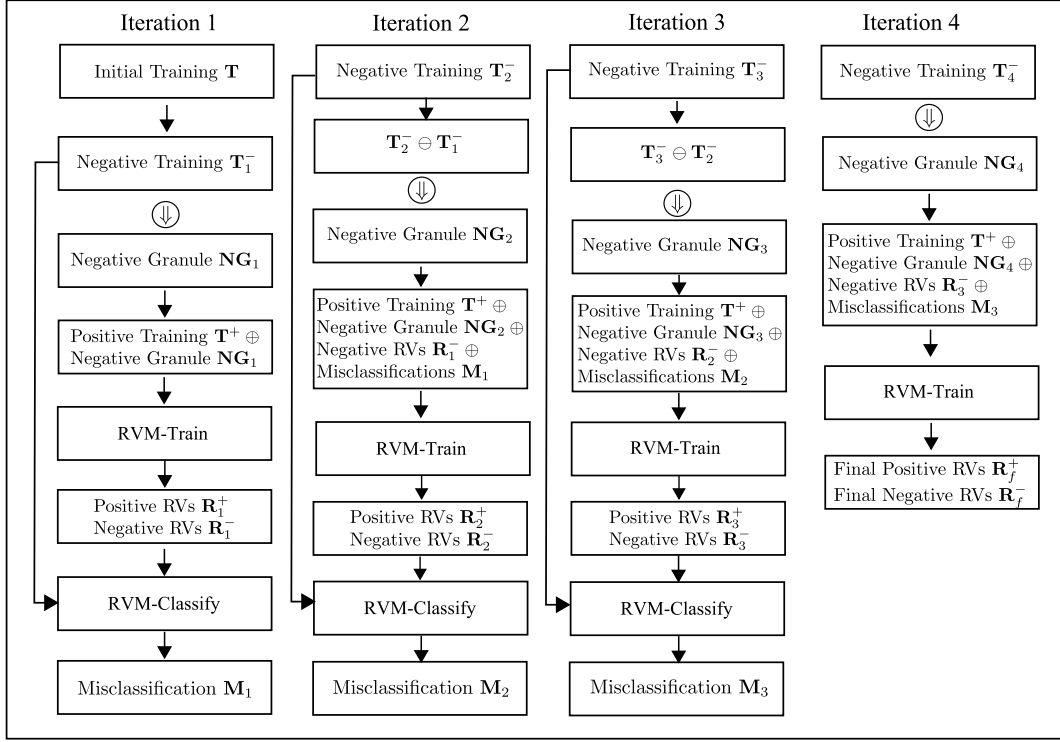 Iteration 1
Initial Training T
Negative Training T₁⁻
⇓
Negative Granule NG₁
Positive Training T⁺ ⊕
Negative Granule NG₁
RVM-Train
Positive RVs R₁⁺
Negative RVs R₁⁻
RVM-Classify
Misclassification M₁
Iteration 2
Negative Training T₂⁻
T₂⁻ ⊖ T₁⁻
⇓
Negative Granule NG₂
Positive Training T⁺ ⊕
Negative Granule NG₂ ⊕
Negative RVs R₁⁻ ⊕
Misclassifications M₁
RVM-Train
Positive RVs R₂⁺
Negative RVs R₂⁻
RVM-Classify
Misclassification M₂
Iteration 3
Negative Training T₃⁻
T₃⁻ ⊖ T₂⁻
⇓
Negative Granule NG₃
Positive Training T⁺ ⊕
Negative Granule NG₃ ⊕
Negative RVs R₂⁻ ⊕
Misclassifications M₂
RVM-Train
Positive RVs R₃⁺
Negative RVs R₃⁻
RVM-Classify
Misclassification M₃
Iteration 4
Negative Training T₄⁻
⇓
Negative Granule NG₄
Positive Training T⁺ ⊕
Negative Granule NG₄ ⊕
Negative RVs R₃⁻ ⊕
Misclassifications M₃
RVM-Train
Final Positive RVs R_f⁺
Final Negative RVs R_f⁻